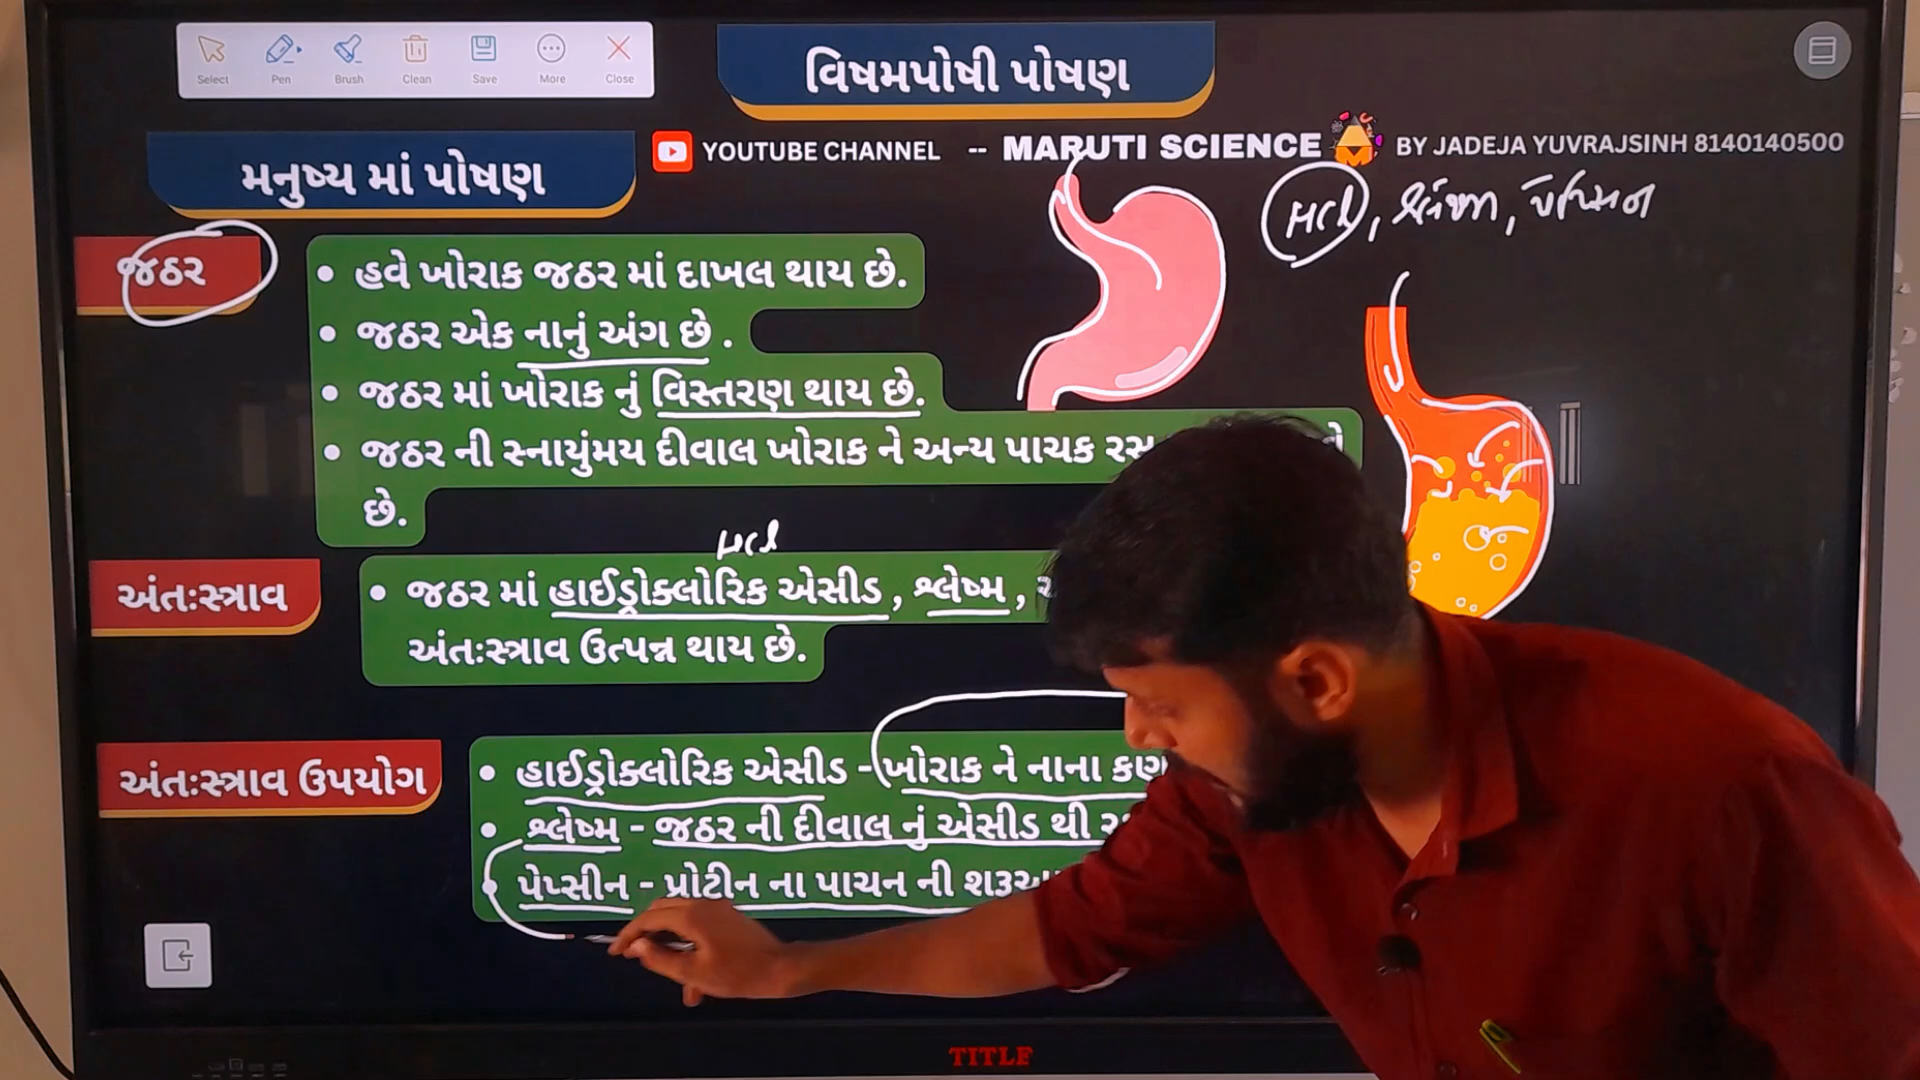 Select Pen Brush Clean Save More Close
વિષમપોષી પોષણ
મનુષ્ય માં પોષણ
YOUTUBE CHANNEL -- MARUTI SCIENCE BY JADEJA YUVRAJSINH 8140140500
HCl, શ્લેષ્મ, પેપ્સીન
જઠર
• હવે ખોરાક જઠર માં દાખલ થાય છે.
• જઠર એક નાનું અંગ છે .
• જઠર માં ખોરાક નું વિસ્તરણ થાય છે.
• જઠર ની સ્નાયુંમય દીવાલ ખોરાક ને અન્ય પાચક રસ
છે.
HCl
અંતઃસ્ત્રાવ
• જઠર માં હાઈડ્રોક્લોરિક એસીડ , શ્લેષ્મ ,
અંતઃસ્ત્રાવ ઉત્પન્ન થાય છે.
અંતઃસ્ત્રાવ ઉપયોગ
• હાઈડ્રોક્લોરિક એસીડ - ખોરાક ને નાના કણ
• શ્લેષ્મ - જઠર ની દીવાલ નું એસીડ થી
• પેપ્સીન - પ્રોટીન ના પાચન ની
TITLE